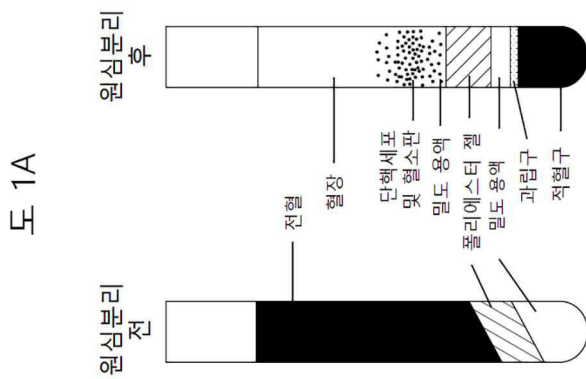 도 1A
원심분리
전
원심분리
후
전혈
혈장
단핵세포
및 혈소판
밀도 용액
폴리에스터 젤
밀도 용액
과립구
적혈구